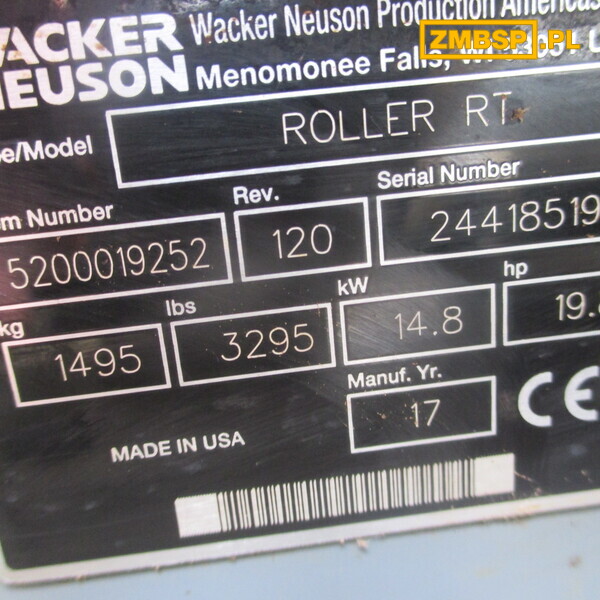 WACKER Wacker Neuson Production Americas
NEUSON Menomonee Falls,
ZMBSP.PL
/Model ROLLER RT
Number Rev. Serial Number
5200019252 120 24418519
kg lbs kW hp
1495 3295 14.8 19.
Manuf. Yr.
17
CE
MADE IN USA